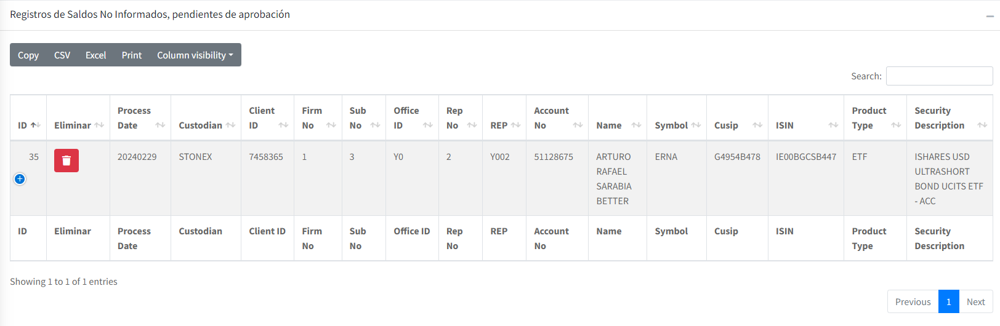 Registros de Saldos No Informados, pendientes de aprobación
Copy CSV Excel Print Column visibility
Search:
ID Eliminar Process Date Custodian Client ID Firm No Sub No Office ID Rep No REP Account No Name Symbol Cusip ISIN Product Type Security Description
35 20240229 STONEX 7458365 1 3 Y0 2 Y002 51128675 ARTURO RAFAEL SARABIA BETTER ERNA G4954B478 IE00BGCSB447 ETF ISHARES USD ULTRASHORT BOND UCITS ETF - ACC
ID Eliminar Process Date Custodian Client ID Firm No Sub No Office ID Rep No REP Account No Name Symbol Cusip ISIN Product Type Security Description
Showing 1 to 1 of 1 entries
Previous 1 Next